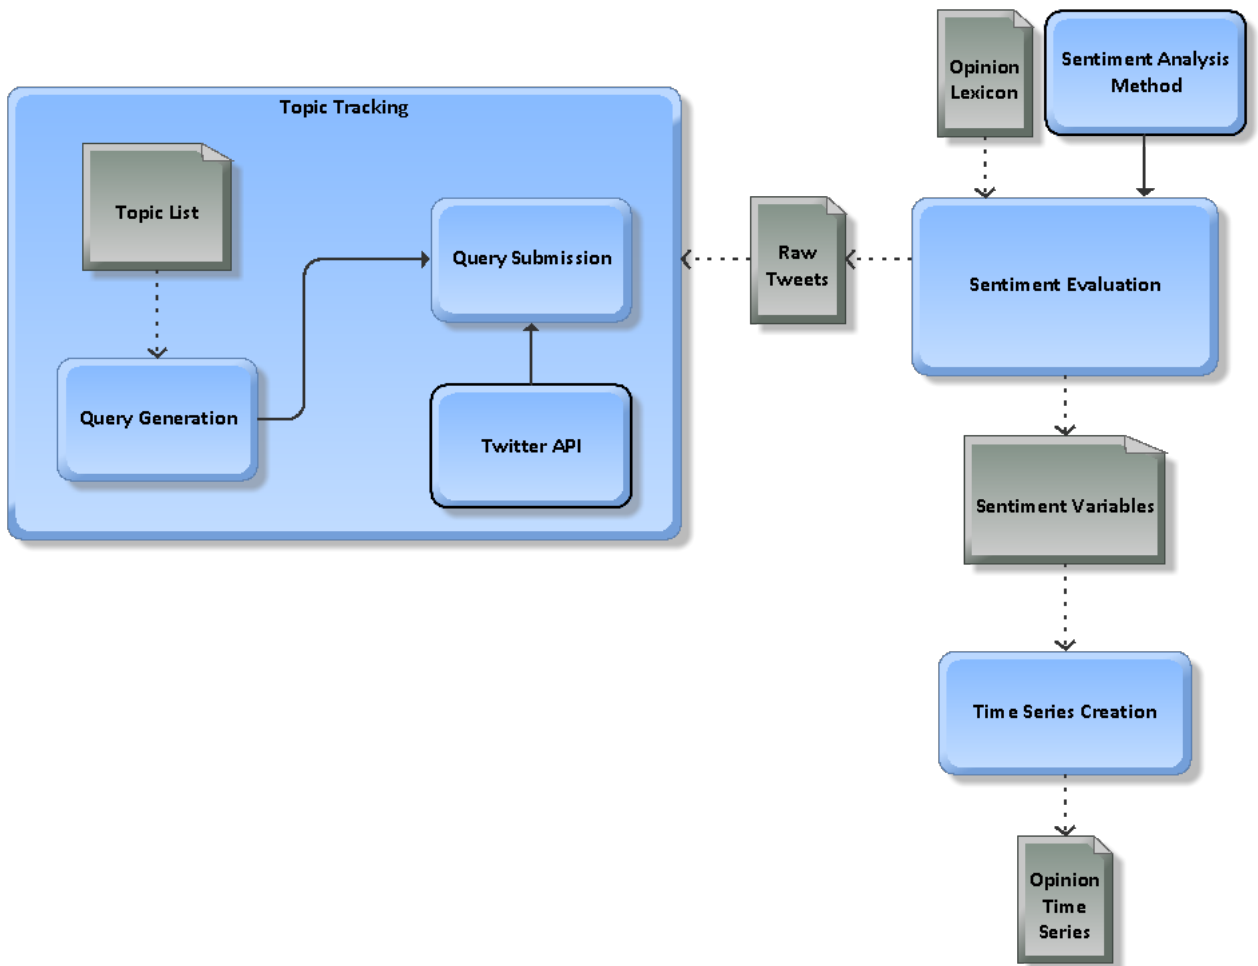 Opinion
Lexicon
Sentiment Analysis
Method
Topic Tracking
Topic List
Query Submission
Raw
Tweets
Sentiment Evaluation
Query Generation
Twitter API
Sentiment Variables
Time Series Creation
Opinion
Time
Series